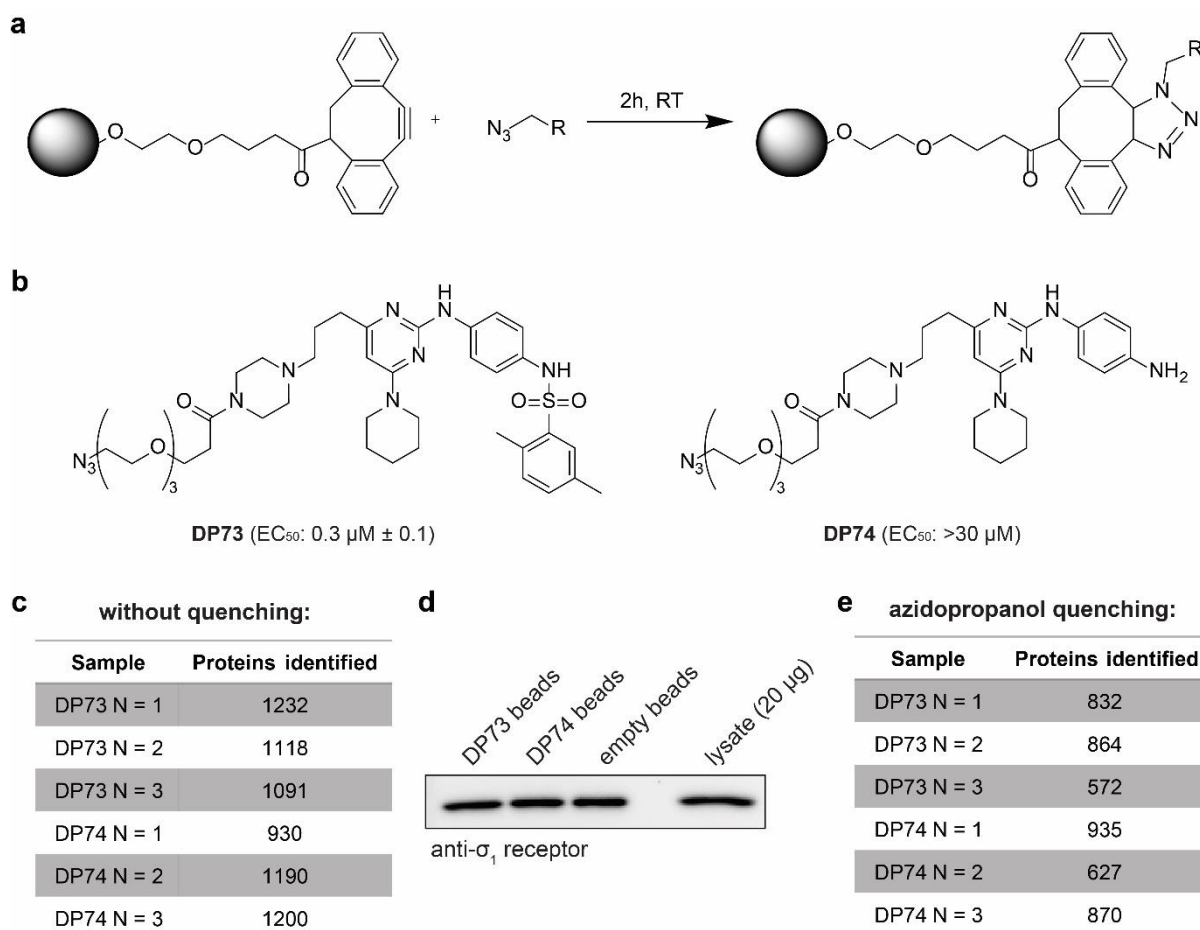 a
O
O
O
+
N₃
R
2h, RT
O
O
O
N
N
N
R
b
N
H
N
N
N
N
O
N
N₃
O
3
NH
O=S=O
DP73 (EC₅₀: 0.3 µM ± 0.1)
N
H
N
N
N
N
O
N
N₃
O
3
NH₂
DP74 (EC₅₀: >30 µM)
c without quenching:
Sample Proteins identified
DP73 N = 1 1232
DP73 N = 2 1118
DP73 N = 3 1091
DP74 N = 1 930
DP74 N = 2 1190
DP74 N = 3 1200
d
DP73 beads
DP74 beads
empty beads
lysate (20 µg)
anti-σ₁ receptor
e azidopropanol quenching:
Sample Proteins identified
DP73 N = 1 832
DP73 N = 2 864
DP73 N = 3 572
DP74 N = 1 935
DP74 N = 2 627
DP74 N = 3 870